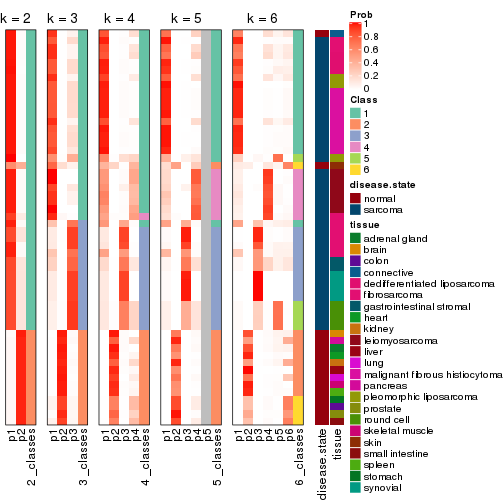 k = 2
k = 3
k = 4
k = 5
k = 6
p1
p2
2_classes
p1
p2
p3
3_classes
p1
p2
p3
p4
4_classes
p1
p2
p3
p4
p5
5_classes
p1
p2
p3
p4
p5
p6
6_classes
disease.state
tissue
Prob
1
0.8
0.6
0.4
0.2
0
Class
1
2
3
4
5
6
disease.state
normal
sarcoma
tissue
adrenal gland
brain
colon
connective
dedifferentiated liposarcoma
fibrosarcoma
gastrointestinal stromal
heart
kidney
leiomyosarcoma
liver
lung
malignant fibrous histiocytoma
pancreas
pleomorphic liposarcoma
prostate
round cell
skeletal muscle
skin
small intestine
spleen
stomach
synovial